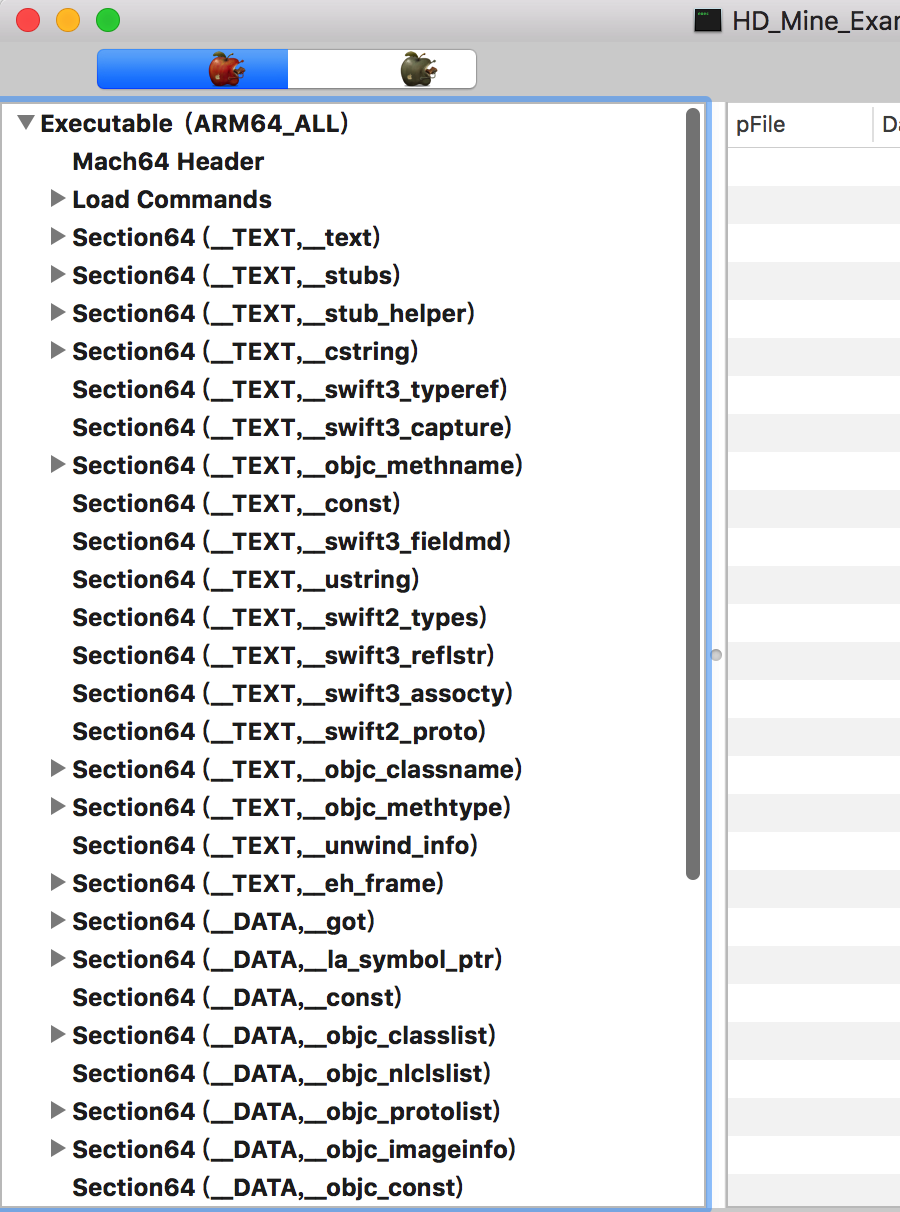 HD_Mine_Exa
Executable (ARM64_ALL)
pFile
Mach64 Header
Load Commands
Section64 (__TEXT,__text)
Section64 (__TEXT,__stubs)
Section64 (__TEXT,__stub_helper)
Section64 (__TEXT,__cstring)
Section64 (__TEXT,__swift3_typeref)
Section64 (__TEXT,__swift3_capture)
Section64 (__TEXT,__objc_methname)
Section64 (__TEXT,__const)
Section64 (__TEXT,__swift3_fieldmd)
Section64 (__TEXT,__ustring)
Section64 (__TEXT,__swift2_types)
Section64 (__TEXT,__swift3_reflstr)
Section64 (__TEXT,__swift3_assocty)
Section64 (__TEXT,__swift2_proto)
Section64 (__TEXT,__objc_classname)
Section64 (__TEXT,__objc_methtype)
Section64 (__TEXT,__unwind_info)
Section64 (__TEXT,__eh_frame)
Section64 (__DATA,__got)
Section64 (__DATA,__la_symbol_ptr)
Section64 (__DATA,__const)
Section64 (__DATA,__objc_classlist)
Section64 (__DATA,__objc_nlclslist)
Section64 (__DATA,__objc_protolist)
Section64 (__DATA,__objc_imageinfo)
Section64 (__DATA,__objc_const)